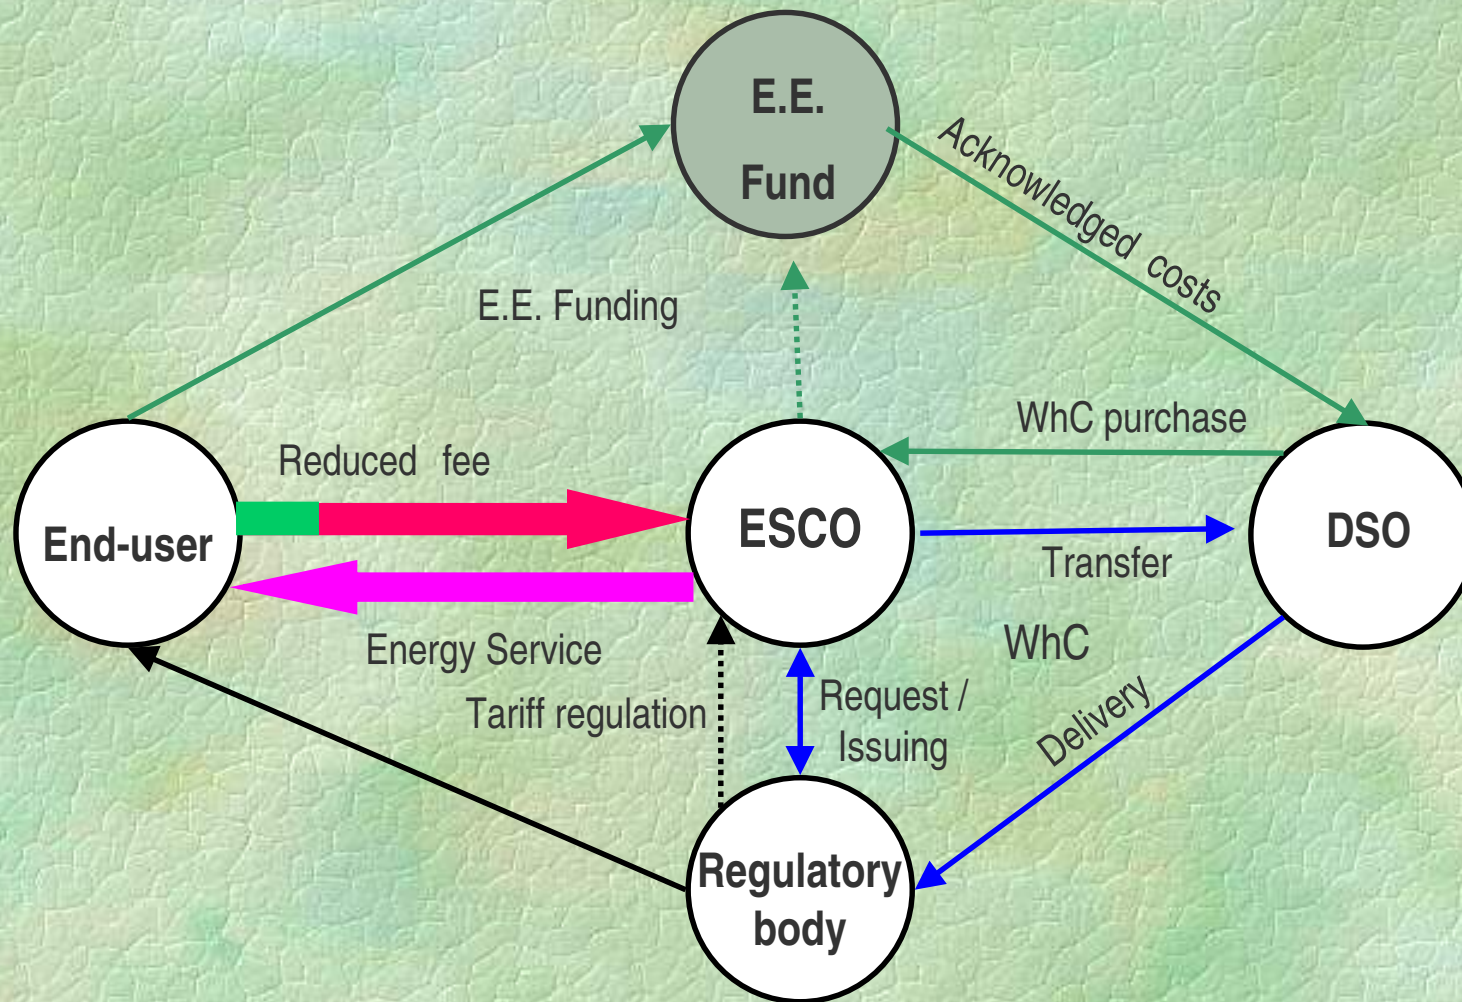 E.E.
Fund
Acknowledged costs
E.E. Funding
WhC purchase
Reduced fee
End-user
ESCO
DSO
Transfer
Energy Service
WhC
Tariff regulation
Request /
Issuing
Delivery
Regulatory
body